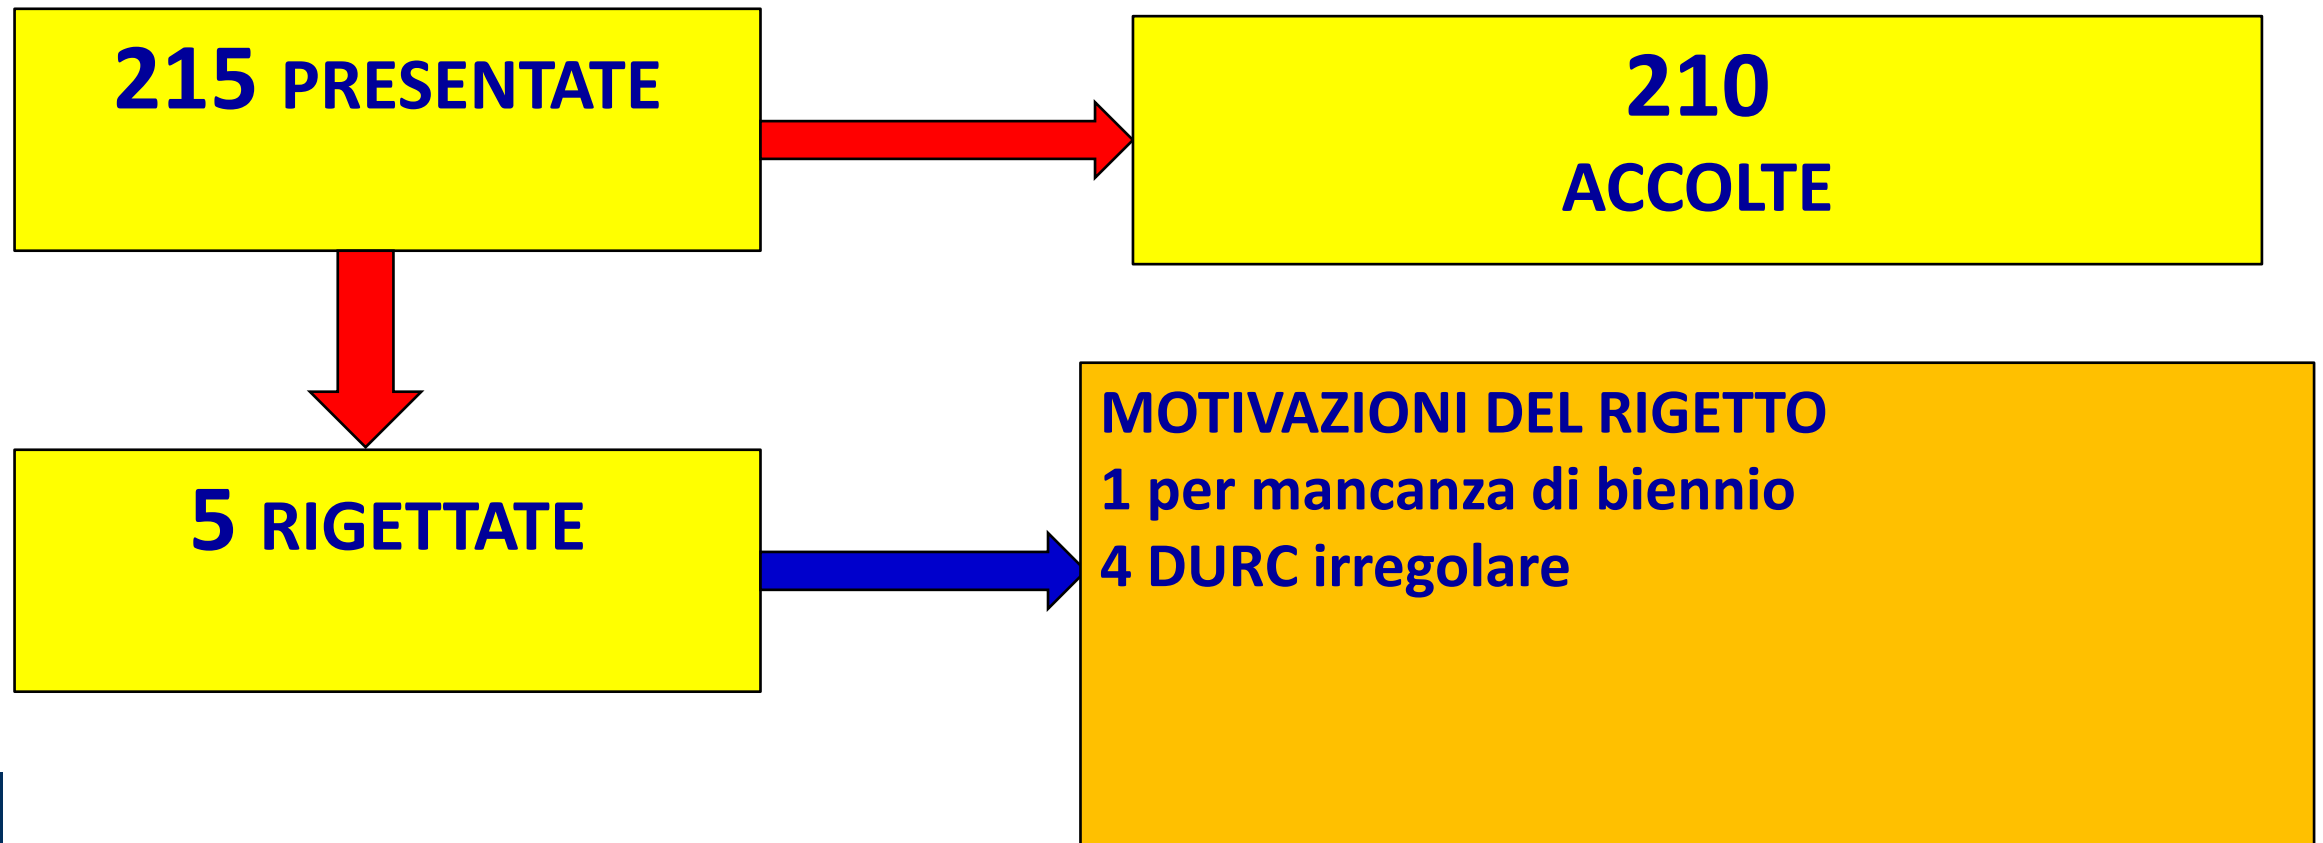 215 PRESENTATE
210
ACCOLTE
5 RIGETTATE
MOTIVAZIONI DEL RIGETTO
1 per mancanza di biennio
4 DURC irregolare